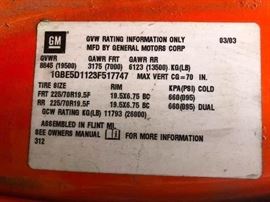 GM
GVW RATING INFORMATION ONLY 03/03
MFD BY GENERAL MOTORS CORP
GVWR GAWR FRT GAWR RR
8845 (19500) 3175 (7000) 6123 (13500) KG(LB)
1GBE5D1123F517747 MAX VERT CG= 70 IN.
TIRE SIZE RIM KPA(PSI) COLD
FRT 225/70R19.5F 19.5X6.75 BC 660(095)
RR 225/70R19.5F 19.5X6.75 BC 660(095) DUAL
GCW RATING KG(LB) 11793 (26000)
ASSEMBLED IN FLINT MI.
SEE OWNERS MANUAL FOR MORE INFORMATION
312